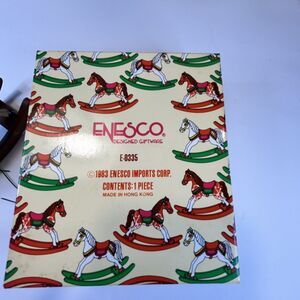 ENESCO®
DESIGNED GIFTWARE
E-0335
© 1983 ENESCO IMPORTS CORP.
CONTENTS: 1 PIECE
MADE IN HONG KONG